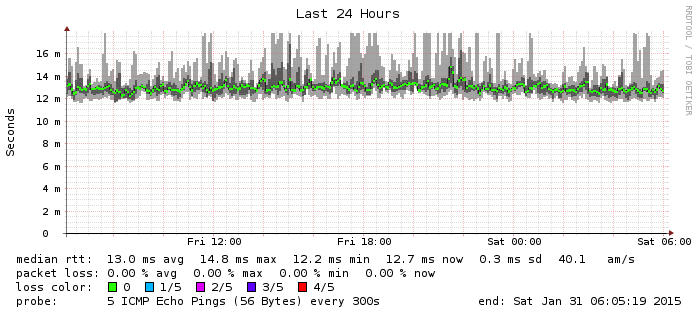 Last 24 Hours
RRDTOOL / TOBI OETIKER
Seconds
16 m
14 m
12 m
10 m
8 m
6 m
4 m
2 m
0
Fri 12:00 Fri 18:00 Sat 00:00 Sat 06:00
median rtt: 13.0 ms avg 14.8 ms max 12.2 ms min 12.7 ms now 0.3 ms sd 40.1 am/s
packet loss: 0.00 % avg 0.00 % max 0.00 % min 0.00 % now
loss color: 0 1/5 2/5 3/5 4/5
probe: 5 ICMP Echo Pings (56 Bytes) every 300s end: Sat Jan 31 06:05:19 2015